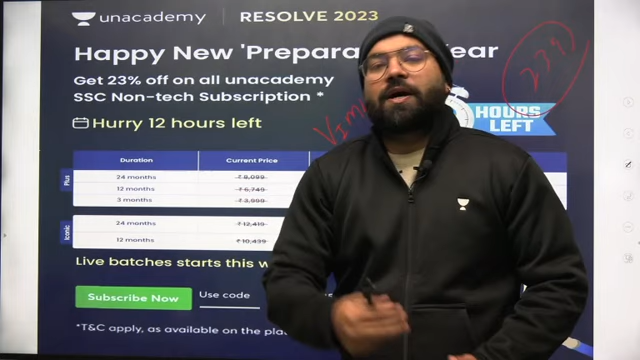 unacademy | RESOLVE 2023
Happy New 'Prepara
ear
Get 23% off on all unacademy
SSC Non-tech Subscription *
23%
Hurry 12 hours left
HOURS
LEFT
Duration Current Price
Plus
24 months ₹ 8,099
12 months ₹ 6,749
3 months ₹ 3,999
Iconic
24 months ₹ 12,419
12 months ₹ 10,499
Live batches starts this w
Subscribe Now Use code
*T&C apply, as available on the pla